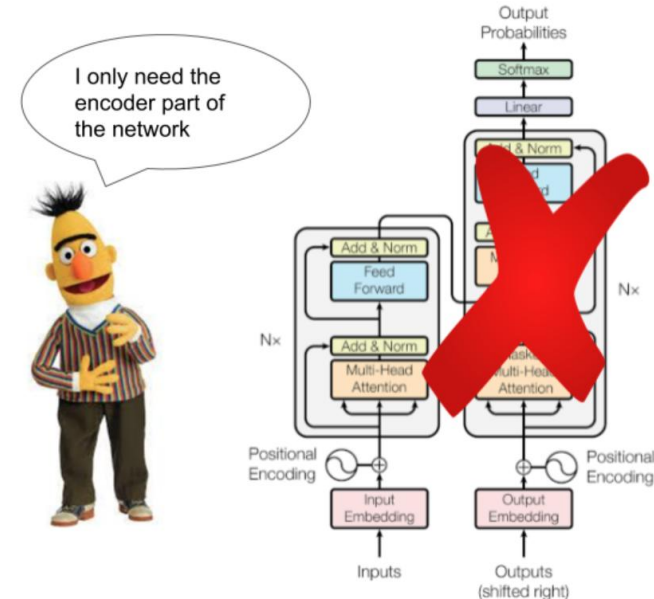 I only need the
encoder part of
the network
Output
Probabilities
Softmax
Linear
Add & Norm
Add & Norm
Feed
Forward
Nx
Nx
Add & Norm
Multi-Head
Attention
Multi-Head
Attention
Positional
Encoding
Positional
Encoding
Input
Embedding
Output
Embedding
Inputs
Outputs
(shifted right)